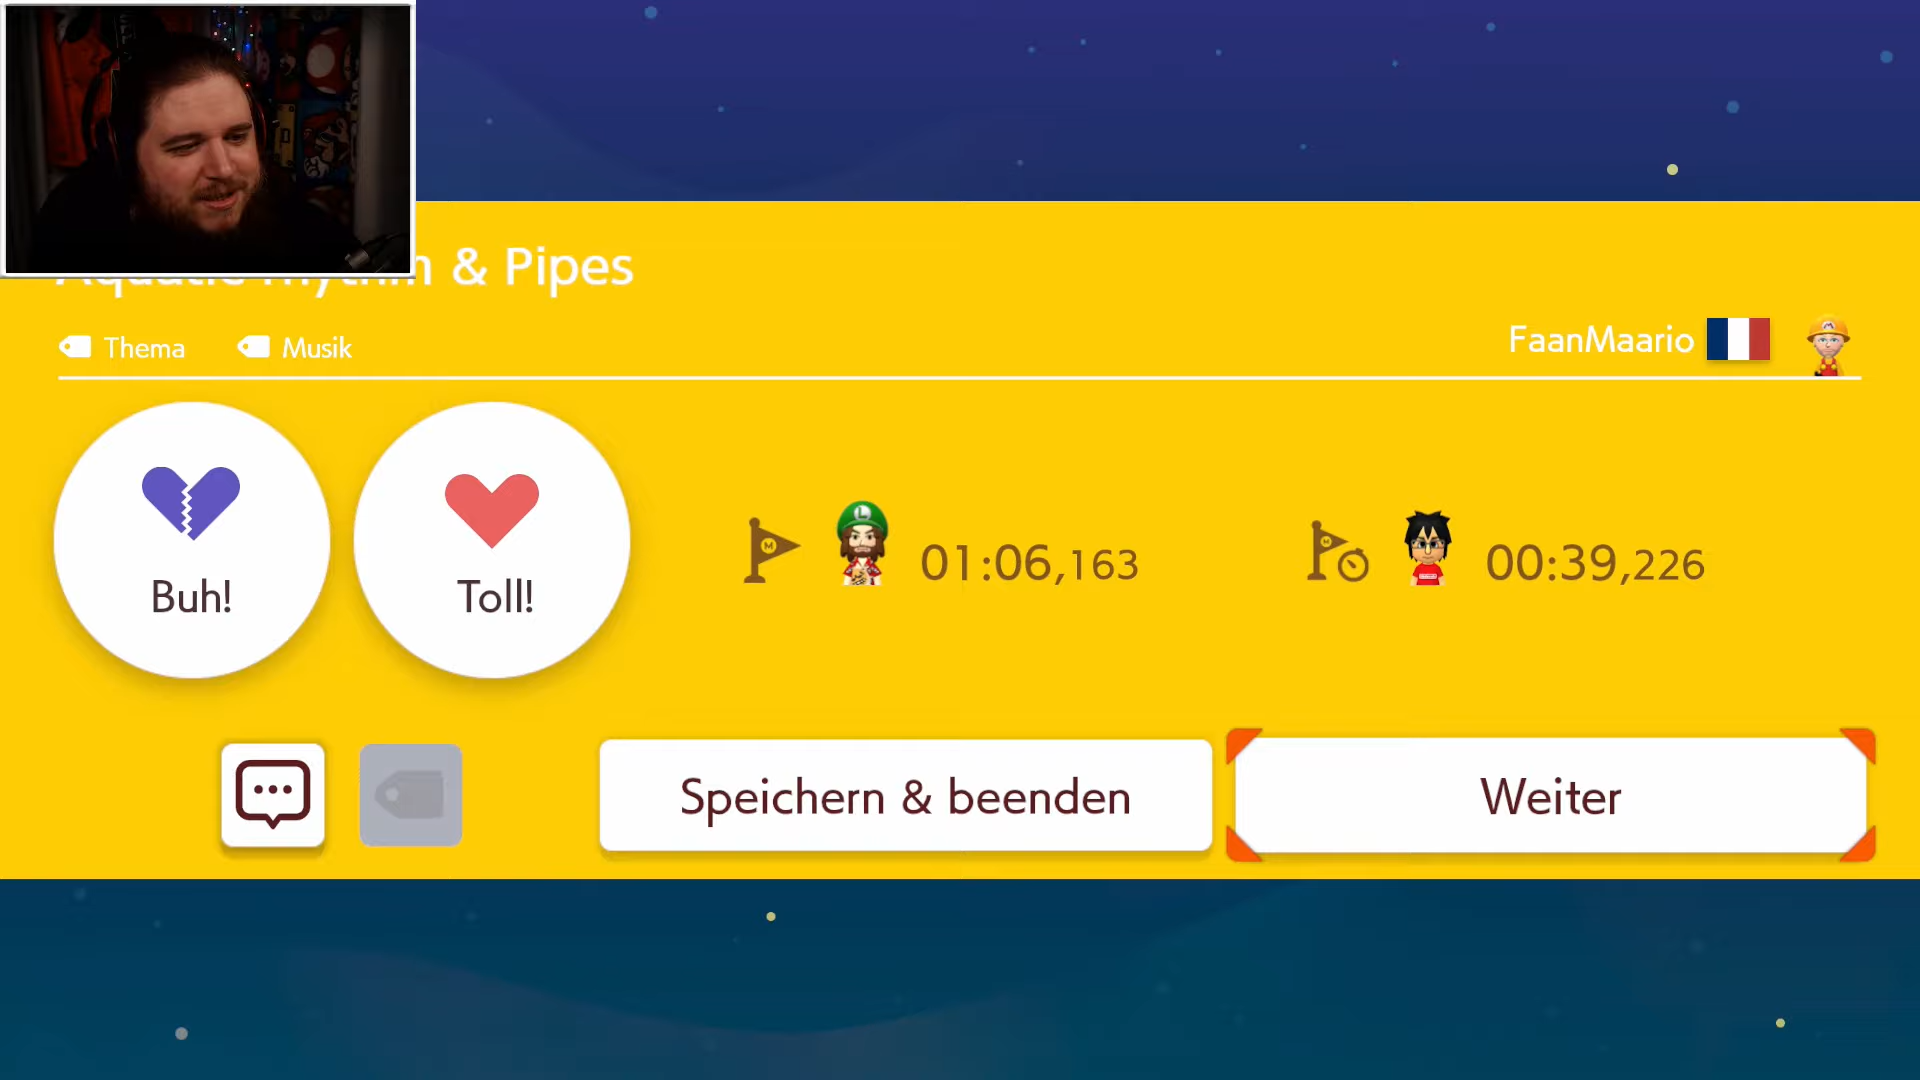 & Pipes
Thema Musik
FaanMaario
Buh!
Toll!
01:06,163
00:39,226
Speichern & beenden
Weiter